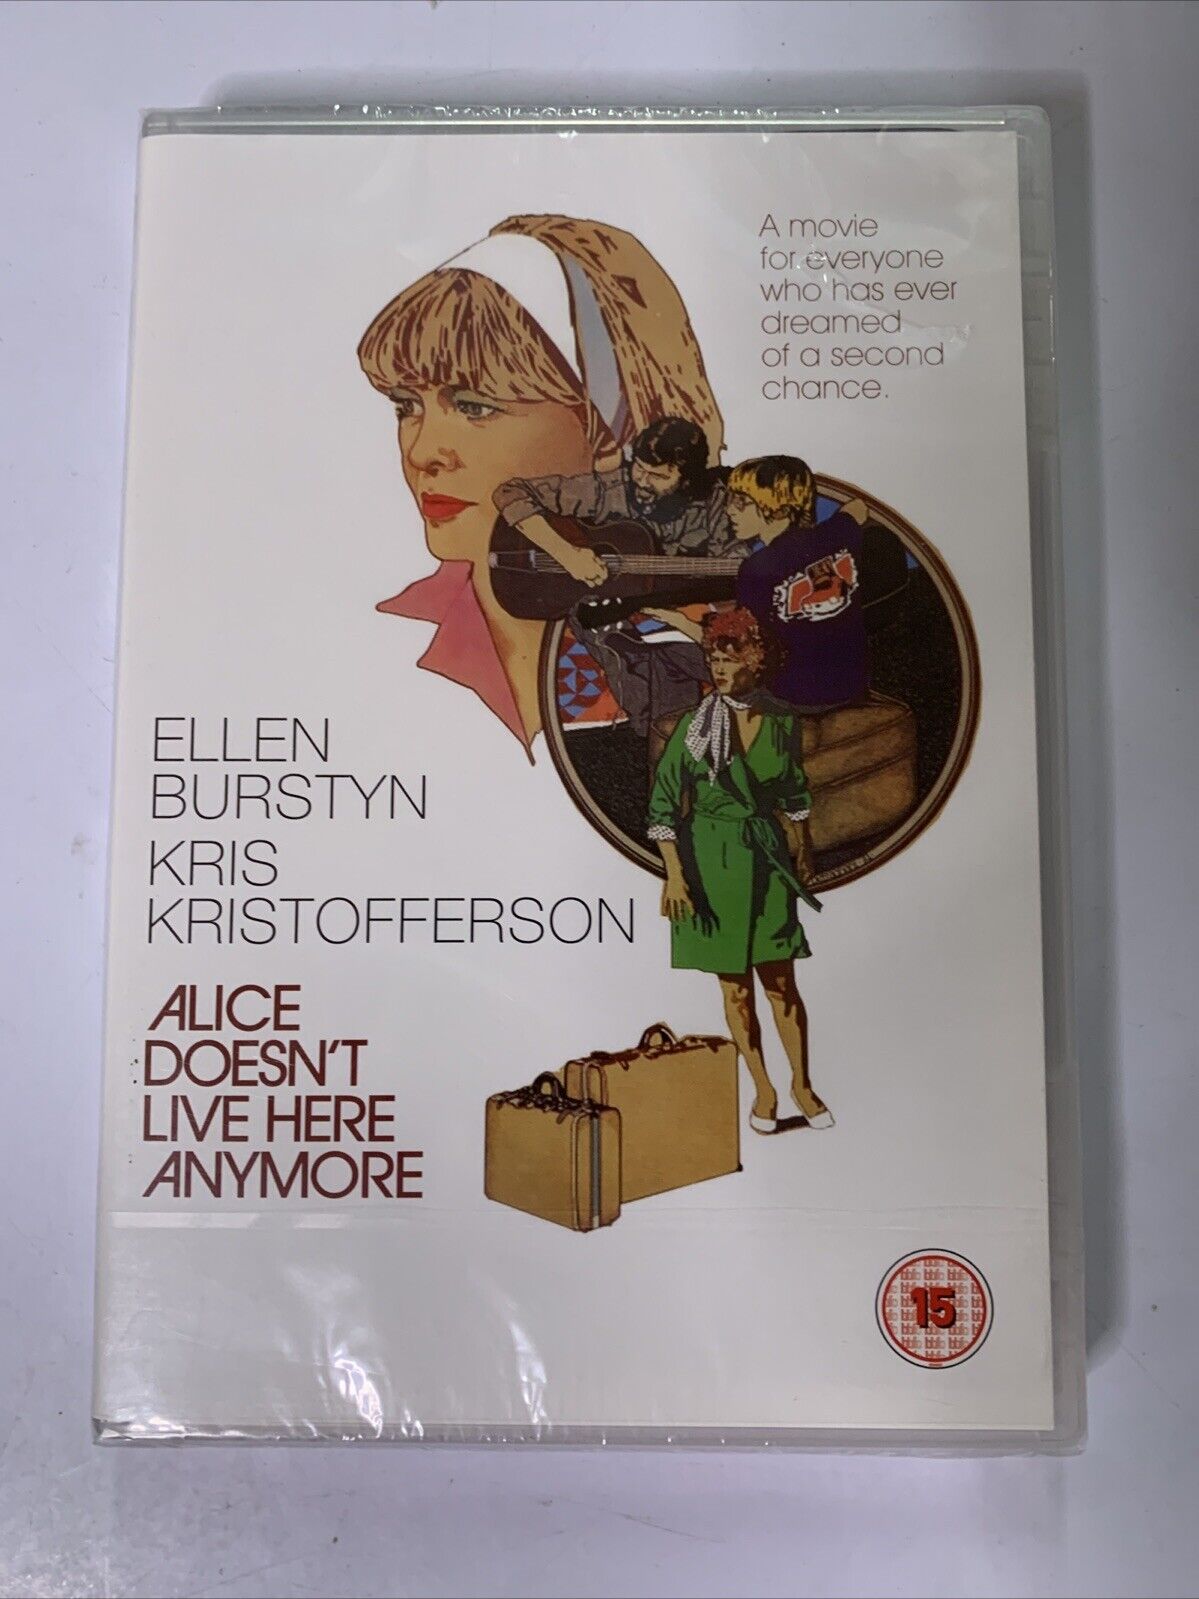 A movie
for everyone
who has ever
dreamed
of a second
chance.
ELLEN
BURSTYN
KRIS
KRISTOFFERSON
ALICE
DOESN'T
LIVE HERE
ANYMORE
15